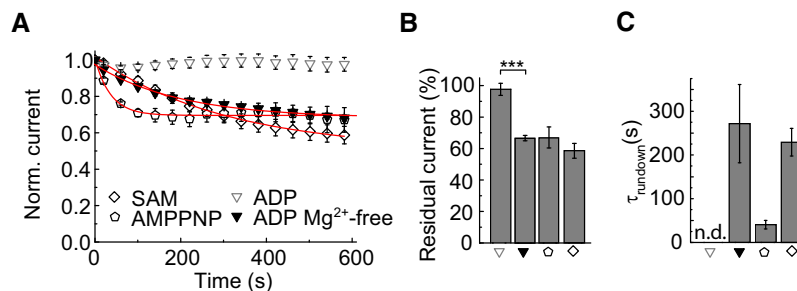 A
Norm. current
1.0
0.8
0.6
0.4
0.2
0.0
SAM
AMPPNP
ADP
ADP Mg²⁺-free
0
200
400
600
Time (s)
B
Residual current (%)
100
80
60
40
20
0
***
C
τrundown(s)
300
200
100
0
n.d.